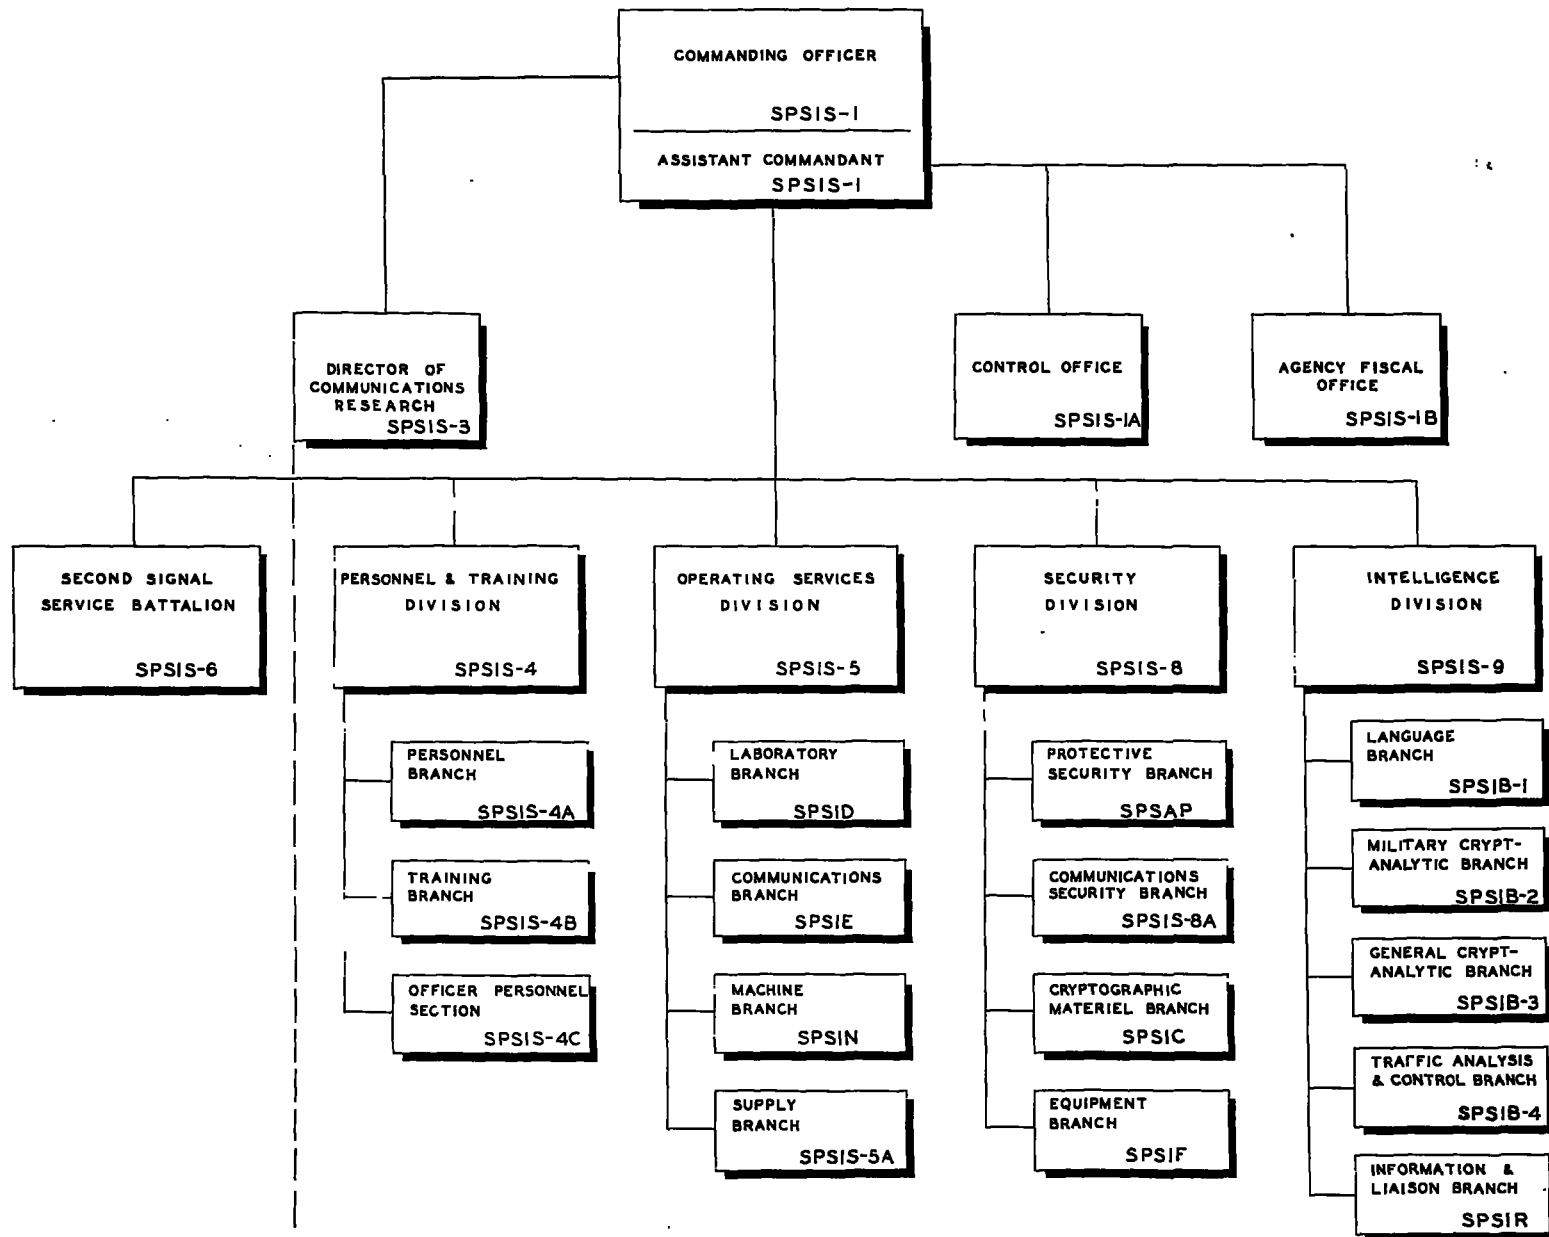 COMMANDING OFFICER
SPSIS-1
ASSISTANT COMMANDANT
SPSIS-1
DIRECTOR OF
COMMUNICATIONS
RESEARCH
SPSIS-3
CONTROL OFFICE
SPSIS-1A
AGENCY FISCAL
OFFICE
SPSIS-1B
SECOND SIGNAL
SERVICE BATTALION
SPSIS-6
PERSONNEL & TRAINING
DIVISION
SPSIS-4
OPERATING SERVICES
DIVISION
SPSIS-5
SECURITY
DIVISION
SPSIS-8
INTELLIGENCE
DIVISION
SPSIS-9
PERSONNEL
BRANCH
SPSIS-4A
TRAINING
BRANCH
SPSIS-4B
OFFICER PERSONNEL
SECTION
SPSIS-4C
LABORATORY
BRANCH
SPSID
COMMUNICATIONS
BRANCH
SPSIE
MACHINE
BRANCH
SPSIN
SUPPLY
BRANCH
SPSIS-5A
PROTECTIVE
SECURITY BRANCH
SPSAP
COMMUNICATIONS
SECURITY BRANCH
SPSIS-8A
CRYPTOGRAPHIC
MATERIEL BRANCH
SPSIC
EQUIPMENT
BRANCH
SPSIF
LANGUAGE
BRANCH
SPSIB-1
MILITARY CRYPT-
ANALYTIC BRANCH
SPSIB-2
GENERAL CRYPT-
ANALYTIC BRANCH
SPSIB-3
TRAFFIC ANALYSIS
& CONTROL BRANCH
SPSIB-4
INFORMATION &
LIAISON BRANCH
SPSIR